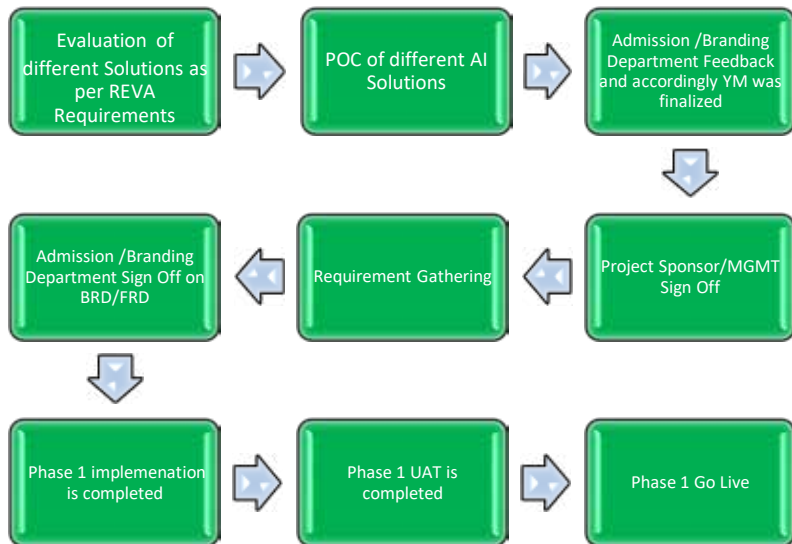 Evaluation of
different Solutions as
per REVA
Requirements
POC of different AI
Solutions
Admission /Branding
Department Feedback
and accordingly YM was
finalized
Project Sponsor/MGMT
Sign Off
Requirement Gathering
Admission /Branding
Department Sign Off on
BRD/FRD
Phase 1 implemenation
is completed
Phase 1 UAT is
completed
Phase 1 Go Live